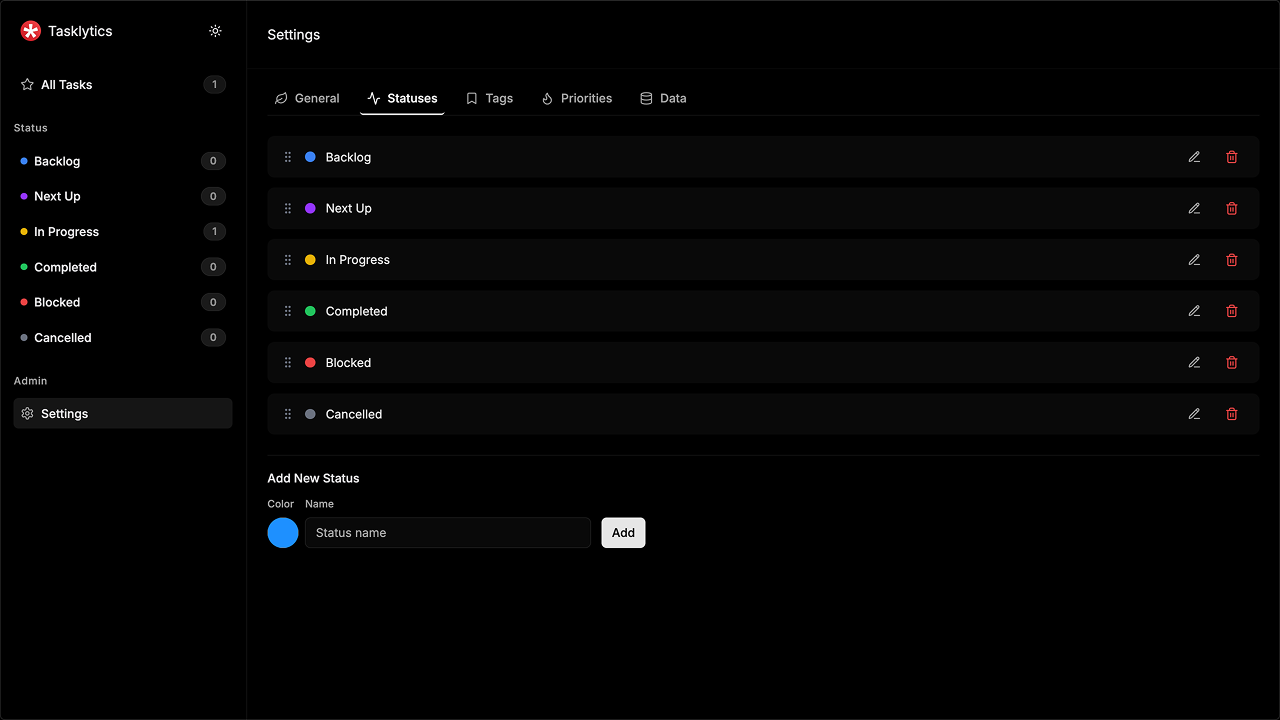 Tasklytics
All Tasks 1
Status
Backlog 0
Next Up 0
In Progress 1
Completed 0
Blocked 0
Cancelled 0
Admin
Settings
Settings
General Statuses Tags Priorities Data
Backlog
Next Up
In Progress
Completed
Blocked
Cancelled
Add New Status
Color Name
Status name Add